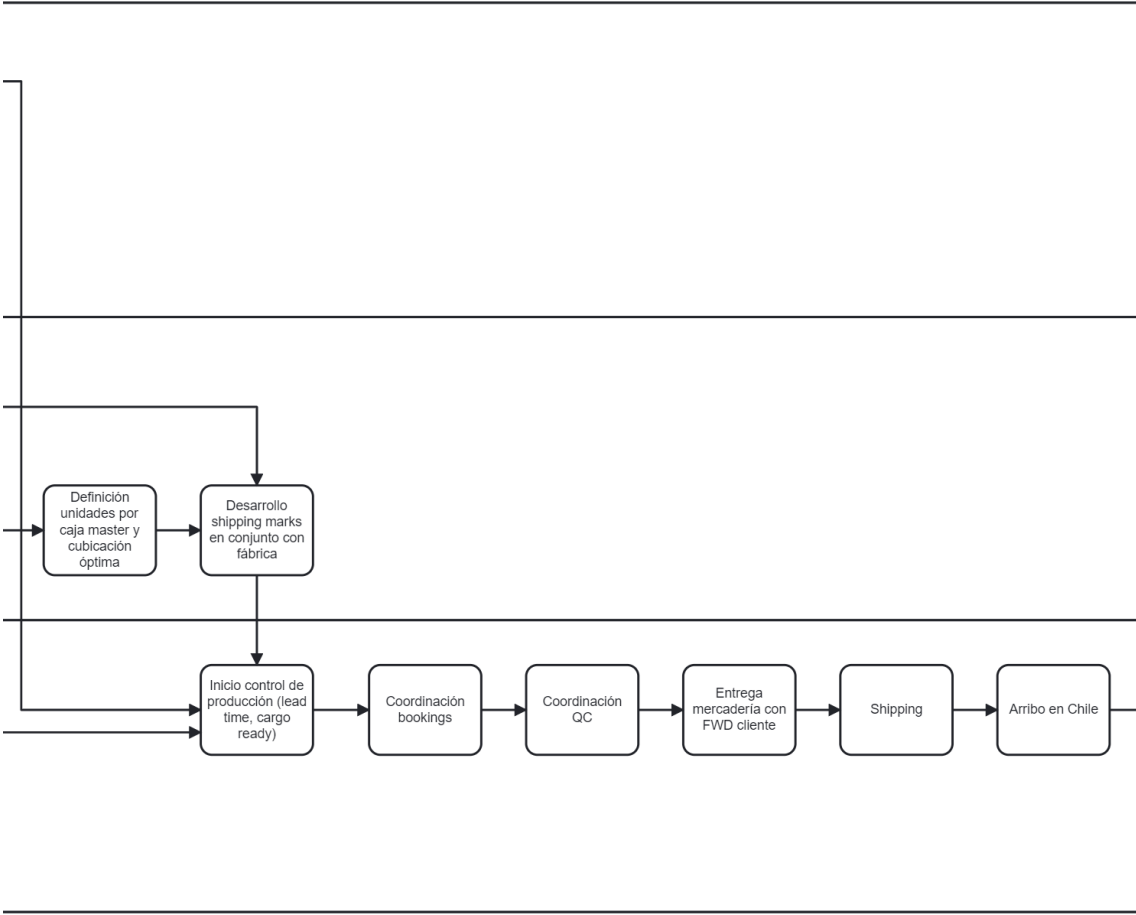 Definición
unidades por
caja master y
cubicación
óptima
Desarrollo
shipping marks
en conjunto con
fábrica
Inicio control de
producción (lead
time, cargo
ready)
Coordinación
bookings
Coordinación
QC
Entrega
mercadería con
FWD cliente
Shipping
Arribo en Chile